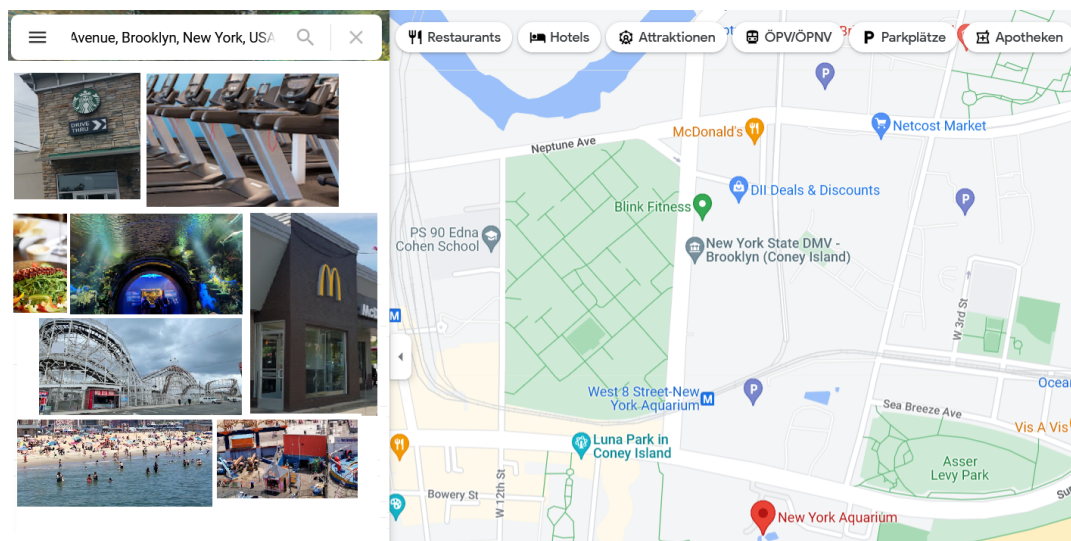 Avenue, Brooklyn, New York, USA
Restaurants
Hotels
Attraktionen
ÖPV/ÖPNV
Parkplätze
Apotheken
DRIVE
THRU
Neptune Ave
McDonald's
Netcost Market
DII Deals & Discounts
Blink Fitness
PS 90 Edna
Cohen School
New York State DMV -
Brooklyn (Coney Island)
W 3rd St
West 8 Street-New
York Aquarium
M
M
P
P
P
P
Sea Breeze Ave
Vis A Vis
Luna Park in
Coney Island
Asser
Levy Park
Bowery St
W 12th St
New York Aquarium